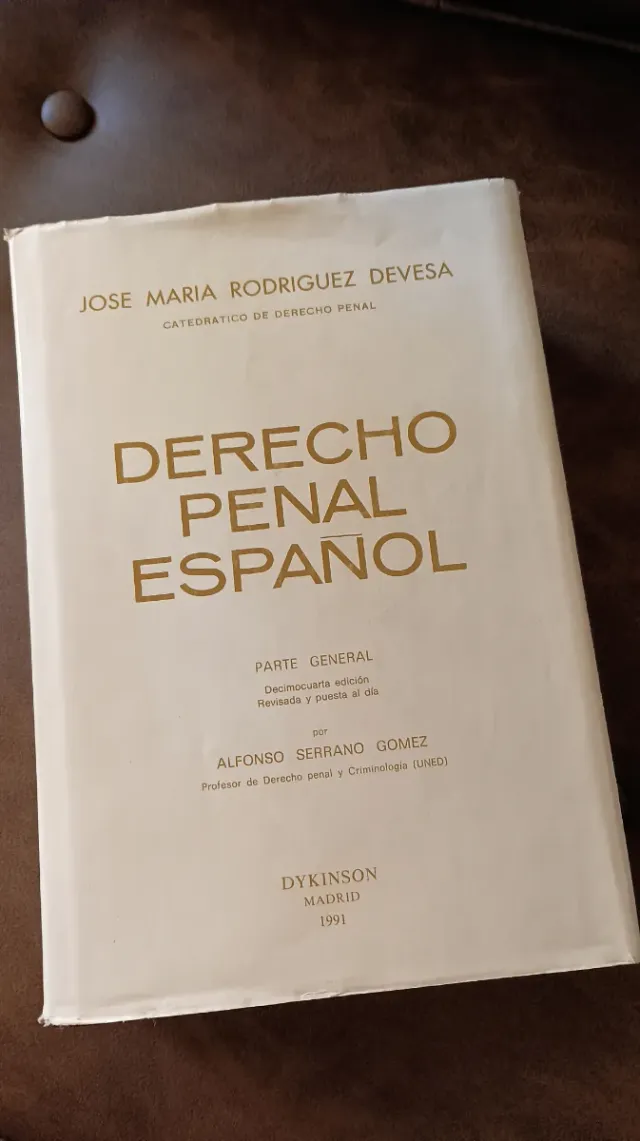 JOSE MARIA RODRIGUEZ DEVESA
CATEDRATICO DE DERECHO PENAL
DERECHO
PENAL
ESPAÑOL
PARTE GENERAL
Decimocuarta edición
Revisada y puesta al día
por
ALFONSO SERRANO GOMEZ
Profesor de Derecho penal y Criminología (UNED)
DYKINSON
MADRID
1991